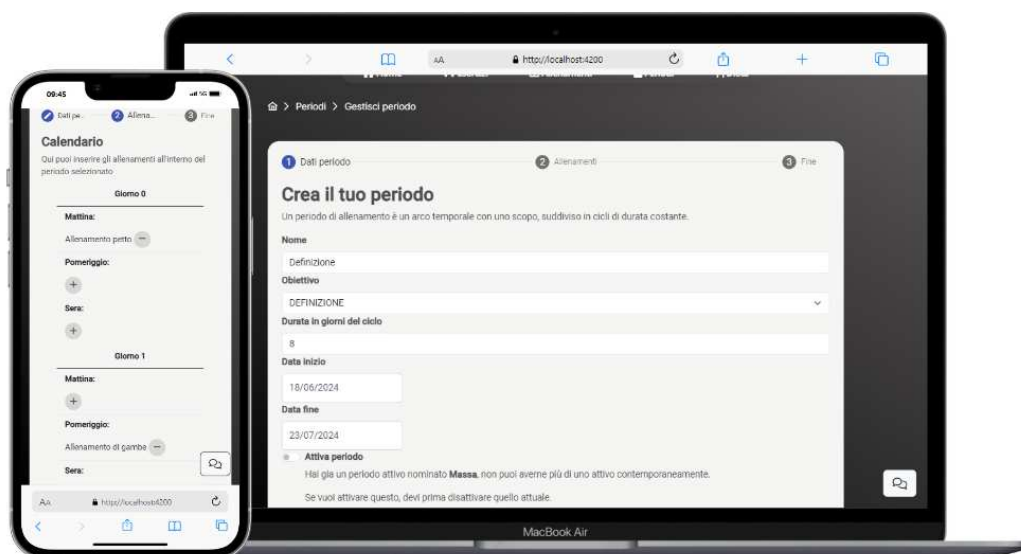 09:45
5G
Dati pe..
2 Allena...
3 Fine
Calendario
Qui puoi inserire gli allenamenti all'interno del
periodo selezionato
Giorno 0
Mattina:
Allenamento petto
Pomeriggio:
Sera:
Giorno 1
Mattina:
Pomeriggio:
Allenamento di gambe
Sera:
AA http://localhost:4200
AA http://localhost:4200
> Periodi > Gestisci periodo
1 Dati periodo
2 Allenamenti
3 Fine
Crea il tuo periodo
Un periodo di allenamento è un arco temporale con uno scopo, suddiviso in cicli di durata costante.
Nome
Definizione
Obiettivo
DEFINIZIONE
Durata in giorni del ciclo
8
Data inizio
18/06/2024
Data fine
23/07/2024
Attiva periodo
Hai gia un periodo attivo nominato Massa, non puoi averne più di uno attivo contemporaneamente.
Se vuoi attivare questo, devi prima disattivare quello attuale.
MacBook Air